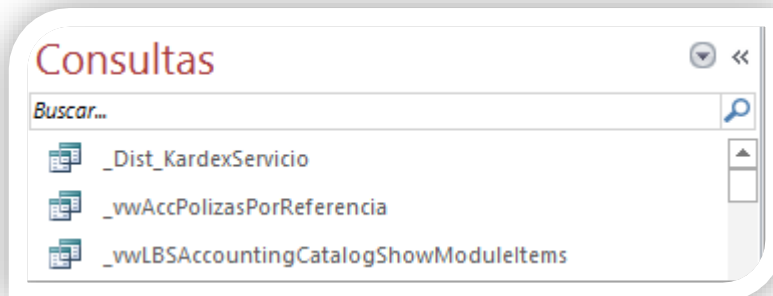 Consultas
Buscar...
_Dist_KardexServicio
_vwAccPolizasPorReferencia
_vwLBSAccountingCatalogShowModuleItems